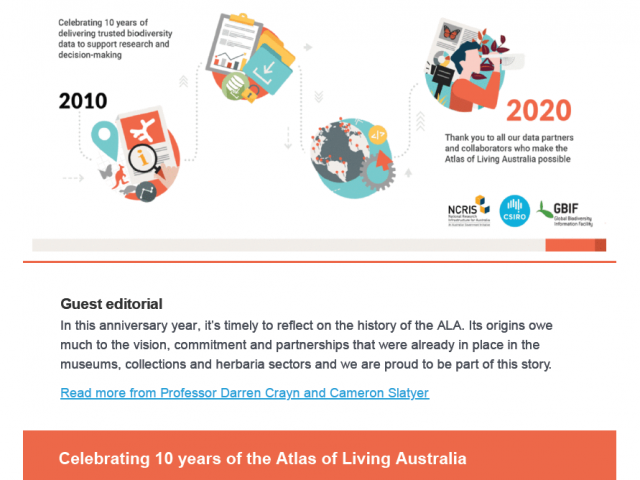 Celebrating 10 years of
delivering trusted biodiversity
data to support research and
decision-making
2010
2020
Thank you to all our data partners
and collaborators who make the
Atlas of Living Australia possible
NCRIS
National Research
Infrastructure for Australia
An Australian Government Initiative
CSIRO
GBIF
Global Biodiversity
Information Facility
Guest editorial
In this anniversary year, it's timely to reflect on the history of the ALA. Its origins owe
much to the vision, commitment and partnerships that were already in place in the
museums, collections and herbaria sectors and we are proud to be part of this story.
Read more from Professor Darren Crayn and Cameron Slatyer
Celebrating 10 years of the Atlas of Living Australia